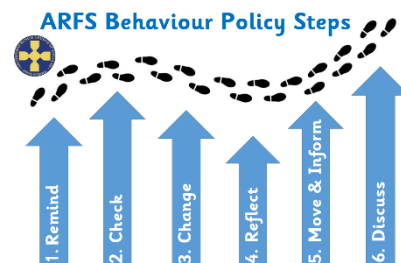 ARFS Behaviour Policy Steps
1. Remind
2. Check
3. Change
4. Reflect
5. Move & Inform
6. Discuss